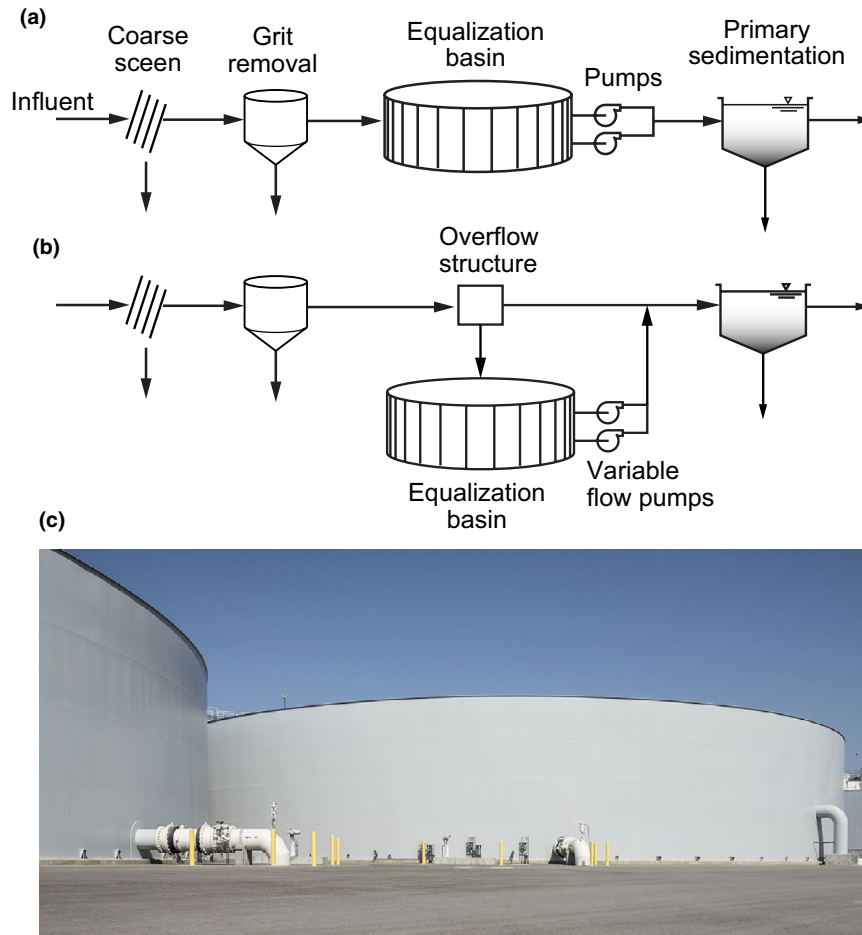 (a)
Coarse
sceen
Grit
removal
Equalization
basin
Pumps
Primary
sedimentation
Influent
(b)
Overflow
structure
Equalization
basin
Variable
flow pumps
(c)